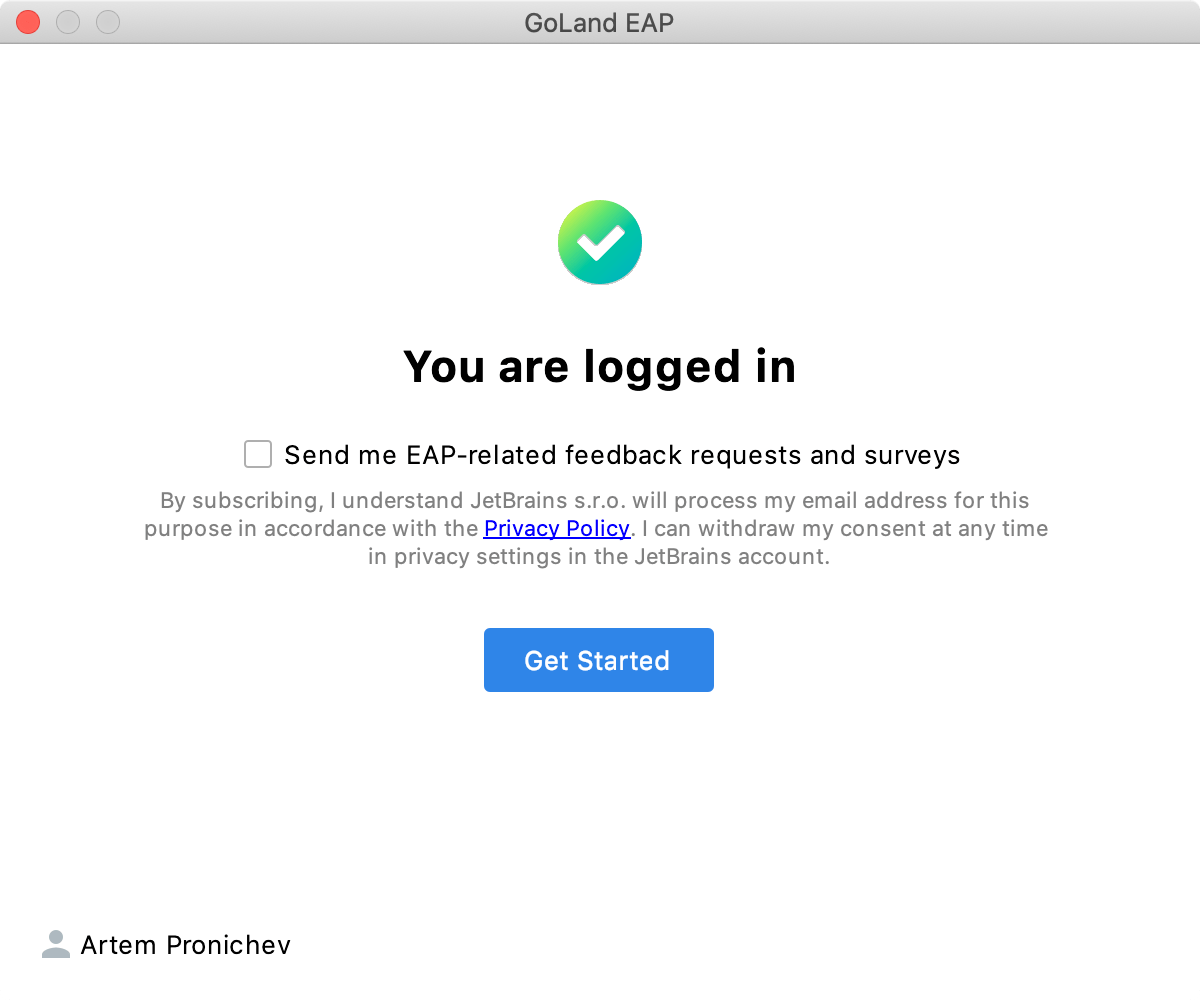 GoLand EAP
You are logged in
Send me EAP-related feedback requests and surveys
By subscribing, I understand JetBrains s.r.o. will process my email address for this
purpose in accordance with the Privacy Policy. I can withdraw my consent at any time
in privacy settings in the JetBrains account.
Get Started
Artem Pronichev